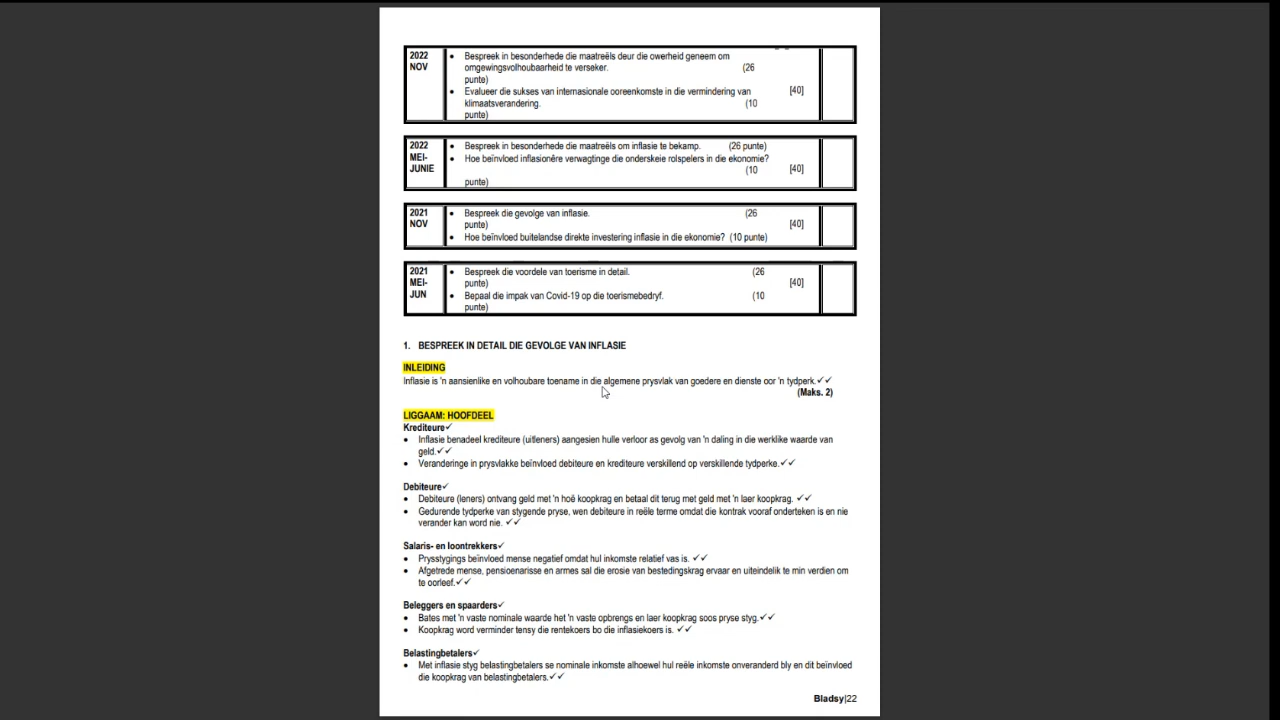 2022
NOV
• Bespreek in besonderhede die maatreëls deur die owerheid geneem om
omgewingsvolhoubaarheid te verseker. (26
punte)
• Evalueer die sukses van internasionale ooreenkomste in die vermindering van
klimaatsverandering. (10
punte)
[40]
2022
MEI-
JUNIE
• Bespreek in besonderhede die maatreëls om inflasie te bekamp. (26 punte)
• Hoe beïnvloed inflasionêre verwagtinge die onderskeie rolspelers in die ekonomie?
(10
punte)
[40]
2021
NOV
• Bespreek die gevolge van inflasie. (26
punte)
• Hoe beïnvloed buitelandse direkte investering inflasie in die ekonomie? (10 punte)
[40]
2021
MEI-
JUN
• Bespreek die voordele van toerisme in detail. (26
punte)
• Bepaal die impak van Covid-19 op die toerismebedryf. (10
punte)
[40]
1. BESPREEK IN DETAIL DIE GEVOLGE VAN INFLASIE
INLEIDING
Inflasie is 'n aansienlike en volhoubare toename in die algemene prysvlak van goedere en dienste oor 'n tydperk.✓✓
(Maks. 2)
LIGGAAM: HOOFDEEL
Krediteure✓
• Inflasie benadeel krediteure (uitleners) aangesien hulle verloor as gevolg van 'n daling in die werklike waarde van
geld.✓✓
• Veranderinge in prysvlakke beïnvloed debiteure en krediteure verskillend op verskillende tydperke.✓✓
Debiteure✓
• Debiteure (leners) ontvang geld met 'n hoë koopkrag en betaal dit terug met geld met 'n laer koopkrag. ✓✓
• Gedurende tydperke van stygende pryse, wen debiteure in reële terme omdat die kontrak vooraf onderteken is en nie
verander kan word nie. ✓✓
Salaris- en loontrekkers✓
• Prysstygings beïnvloed mense negatief omdat hul inkomste relatief vas is. ✓✓
• Afgetrede mense, pensioenarisse en armes sal die erosie van bestedingskrag ervaar en uiteindelik te min verdien om
te oorleef.✓✓
Beleggers en spaarders✓
• Bates met 'n vaste nominale waarde het 'n vaste opbrengs en laer koopkrag soos pryse styg.✓✓
• Koopkrag word verminder tensy die rentekoers bo die inflasiekoers is. ✓✓
Belastingbetalers✓
• Met inflasie styg belastingbetalers se nominale inkomste alhoewel hul reële inkomste onveranderd bly en dit beïnvloed
die koopkrag van belastingbetalers.✓✓
Bladsy|22